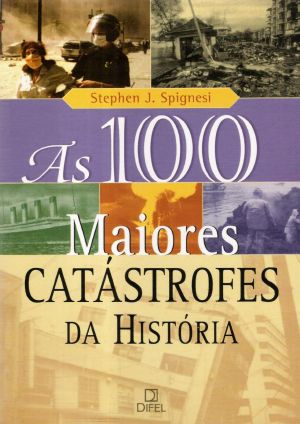 Stephen J. Spignesi
As 100
Maiores
CATÁSTROFES
DA HISTÓRIA
DIFEL